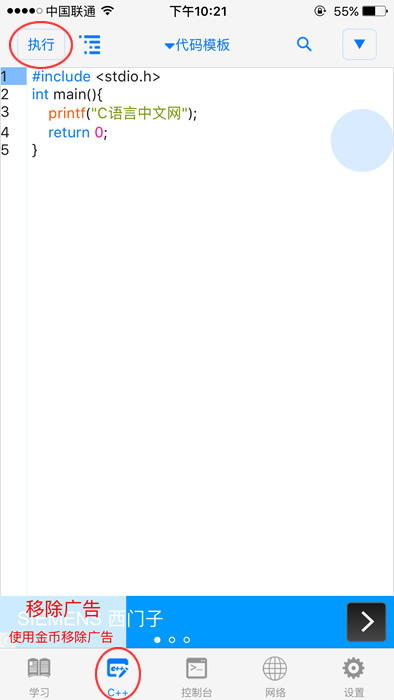 中国联通 下午10:21 55%
执行 代码模板
1 #include <stdio.h>
2 int main(){
3 printf("C语言中文网");
4 return 0;
5 }
移除广告
SIEMENS 西门子
使用金币移除广告
学习 C++ 控制台 网络 设置